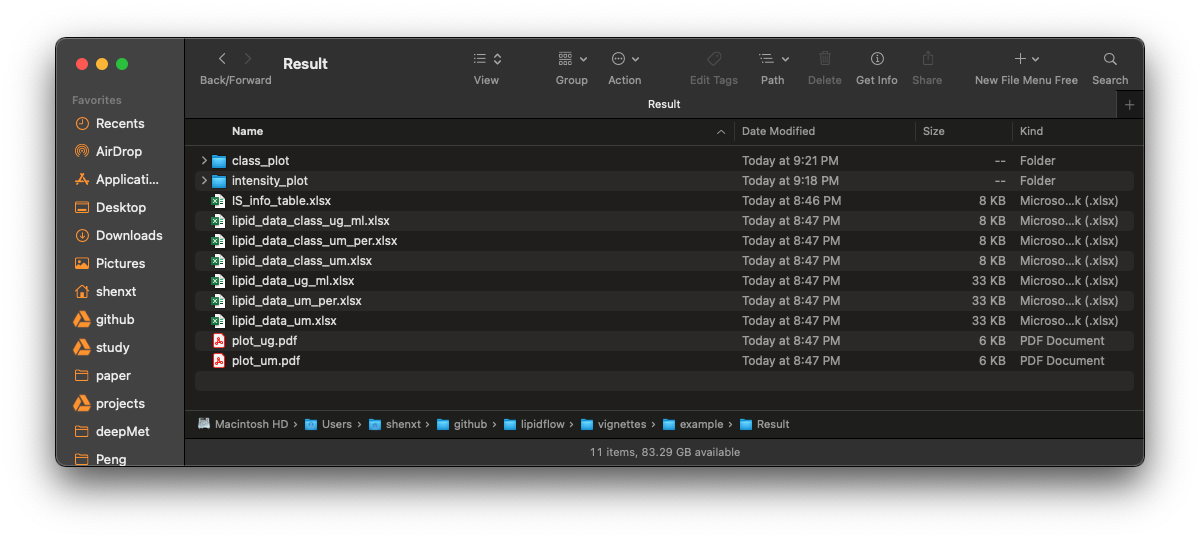 Result
Back/Forward
View
Group
Action
Edit Tags
Path
Delete
Get Info
Share
New File Menu Free
Search
Favorites
Recents
AirDrop
Applicati...
Desktop
Downloads
Pictures
shenxt
github
study
paper
projects
deepMet
Peng
Result
Name Date Modified Size Kind
class_plot Today at 9:21 PM -- Folder
intensity_plot Today at 9:18 PM -- Folder
IS_info_table.xlsx Today at 8:46 PM 8 KB Microso...k (.xlsx)
lipid_data_class_ug_ml.xlsx Today at 8:47 PM 8 KB Microso...k (.xlsx)
lipid_data_class_um_per.xlsx Today at 8:47 PM 8 KB Microso...k (.xlsx)
lipid_data_class_um.xlsx Today at 8:47 PM 8 KB Microso...k (.xlsx)
lipid_data_ug_ml.xlsx Today at 8:47 PM 33 KB Microso...k (.xlsx)
lipid_data_um_per.xlsx Today at 8:47 PM 33 KB Microso...k (.xlsx)
lipid_data_um.xlsx Today at 8:47 PM 33 KB Microso...k (.xlsx)
plot_ug.pdf Today at 8:47 PM 6 KB PDF Document
plot_um.pdf Today at 8:47 PM 6 KB PDF Document
Macintosh HD › Users › shenxt › github › lipidflow › vignettes › example › Result
11 items, 83.29 GB available